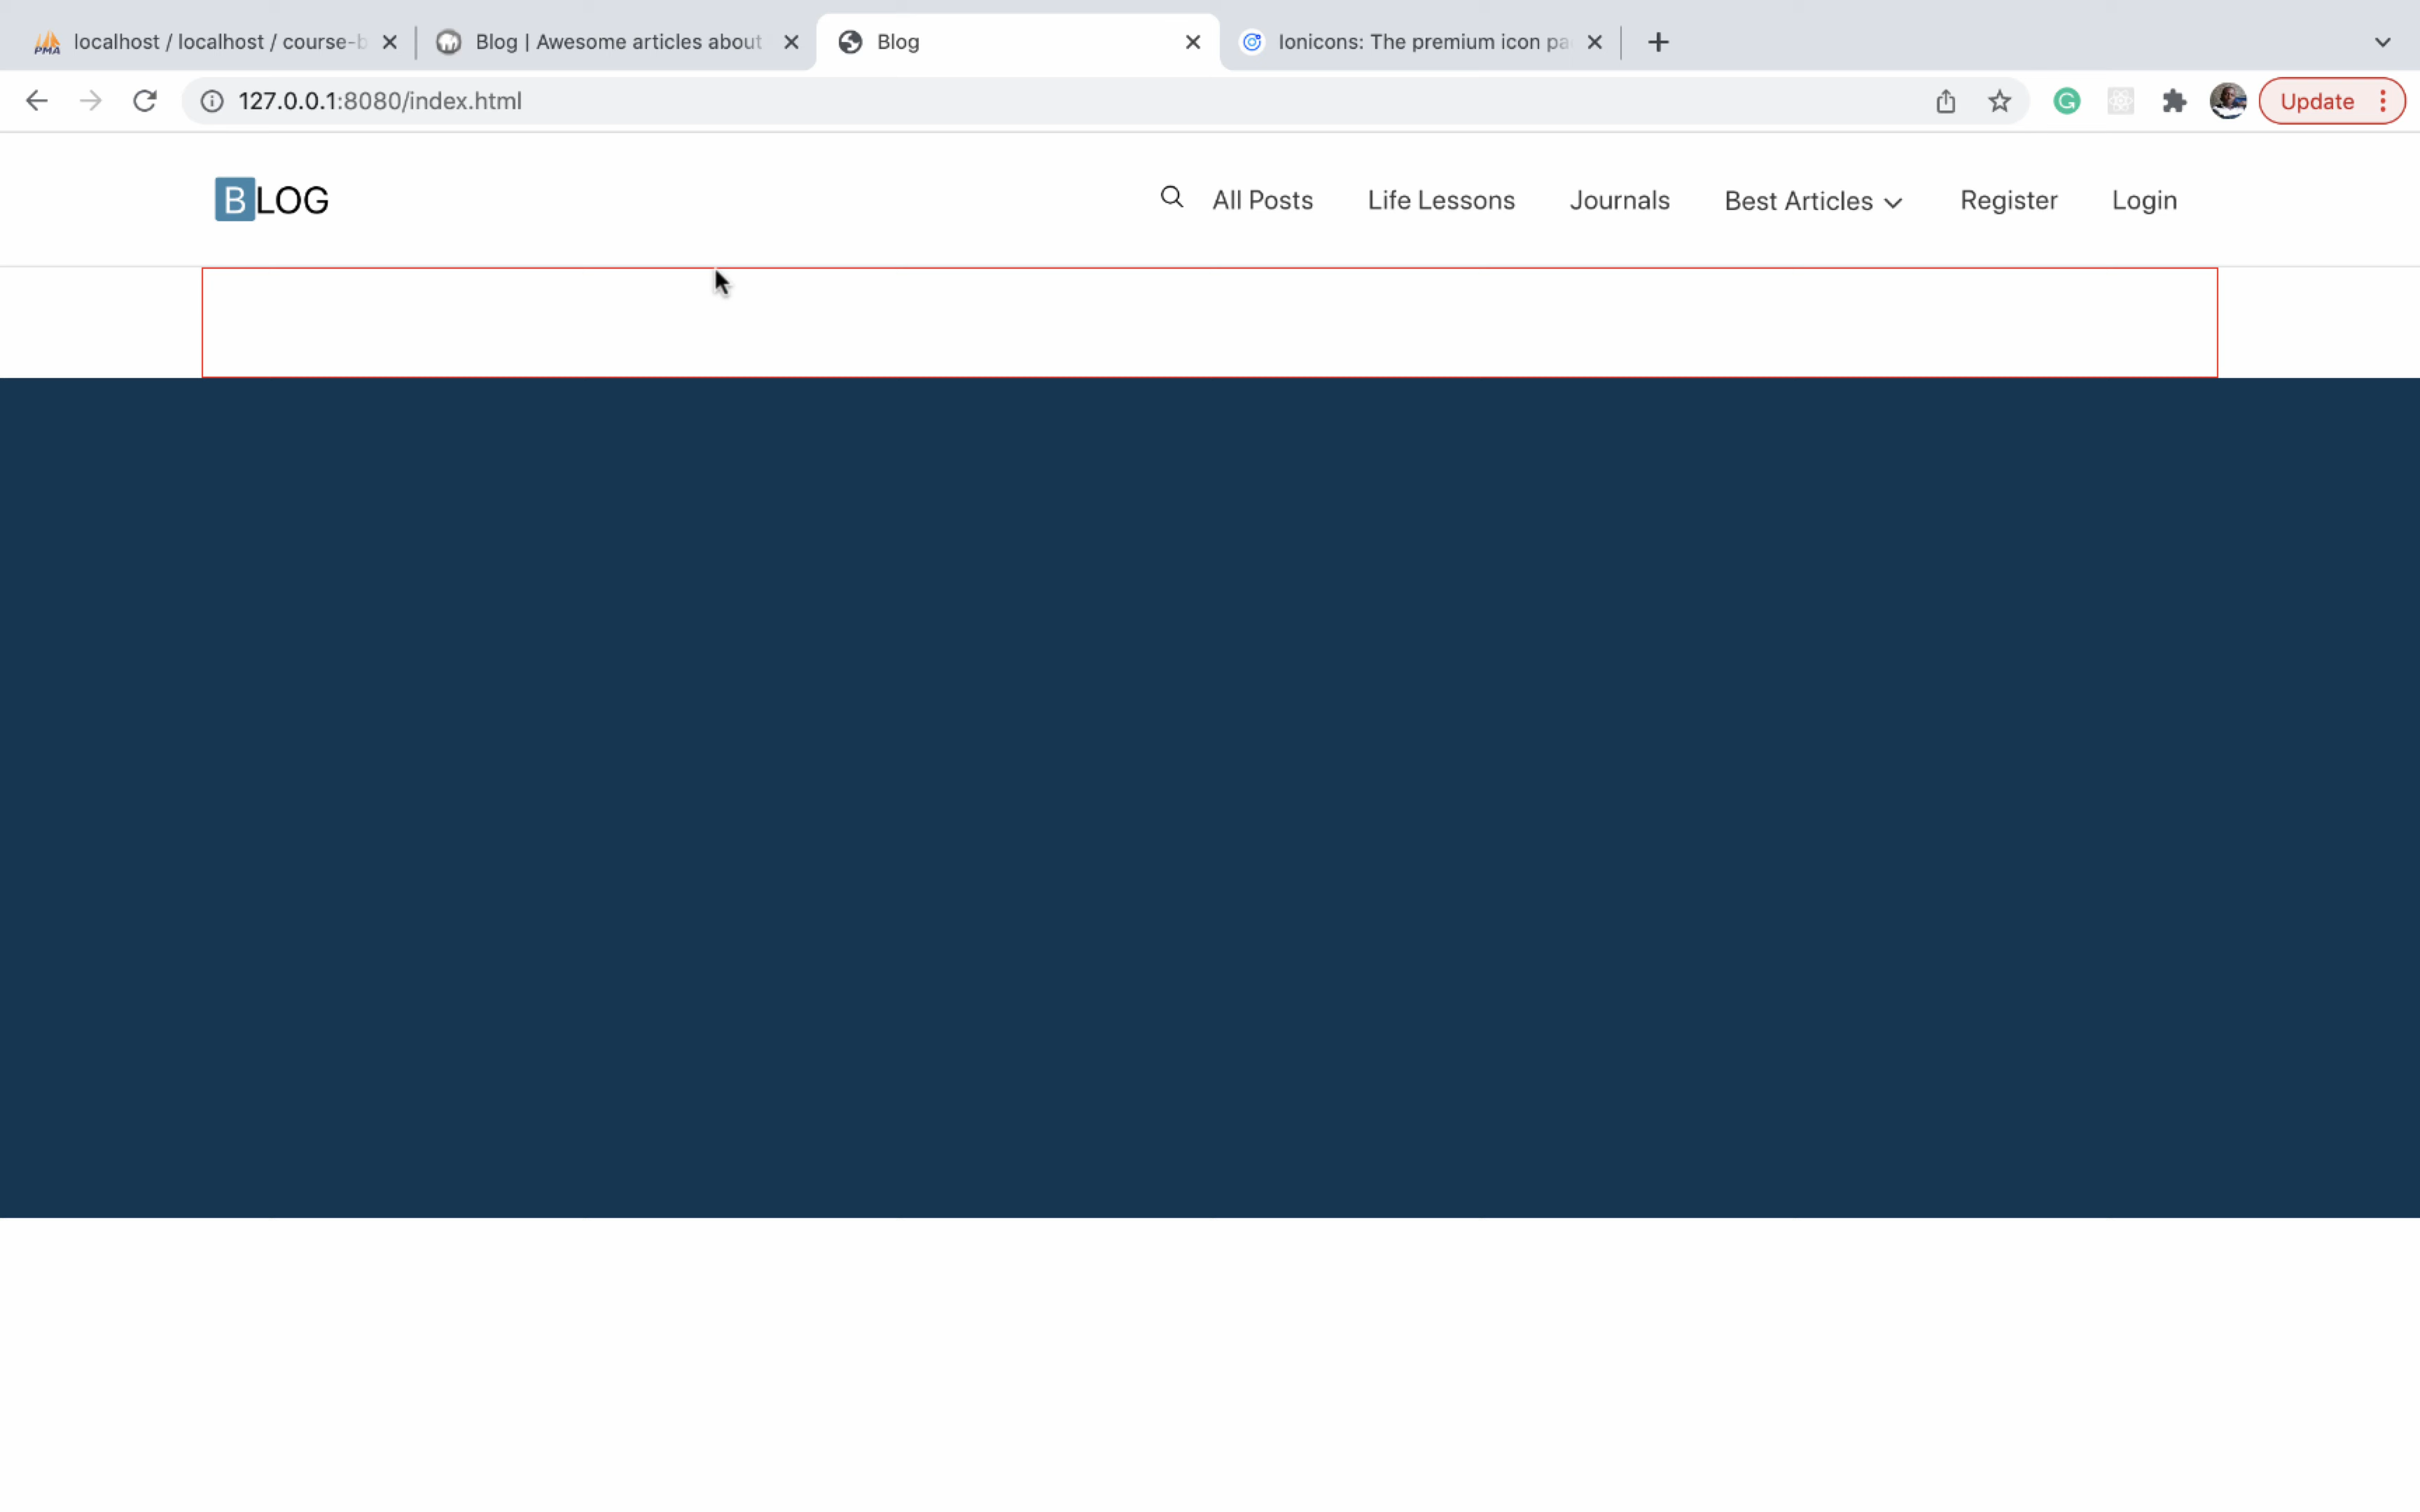 localhost / localhost / course-b
Blog | Awesome articles about
Blog
Ionicons: The premium icon pa
127.0.0.1:8080/index.html
Update
BLOG
All Posts
Life Lessons
Journals
Best Articles
Register
Login